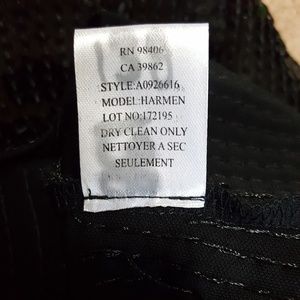 RN 98406
CA 39862
STYLE:A0926616
MODEL:HARMEN
LOT NO:172195
DRY CLEAN ONLY
NETTOYER A SEC
SEULEMENT